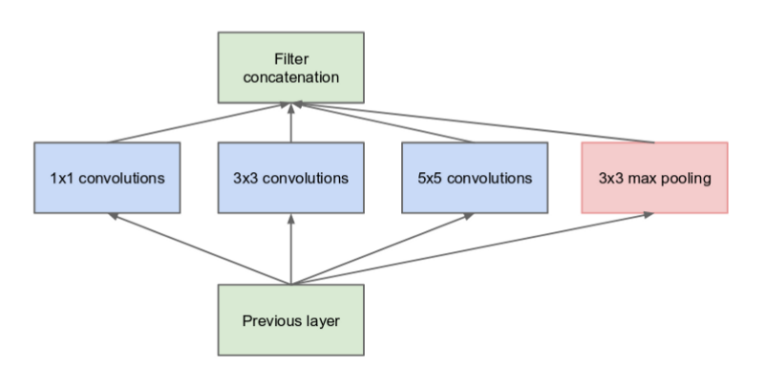 Filter
concatenation
1x1 convolutions
3x3 convolutions
5x5 convolutions
3x3 max pooling
Previous layer